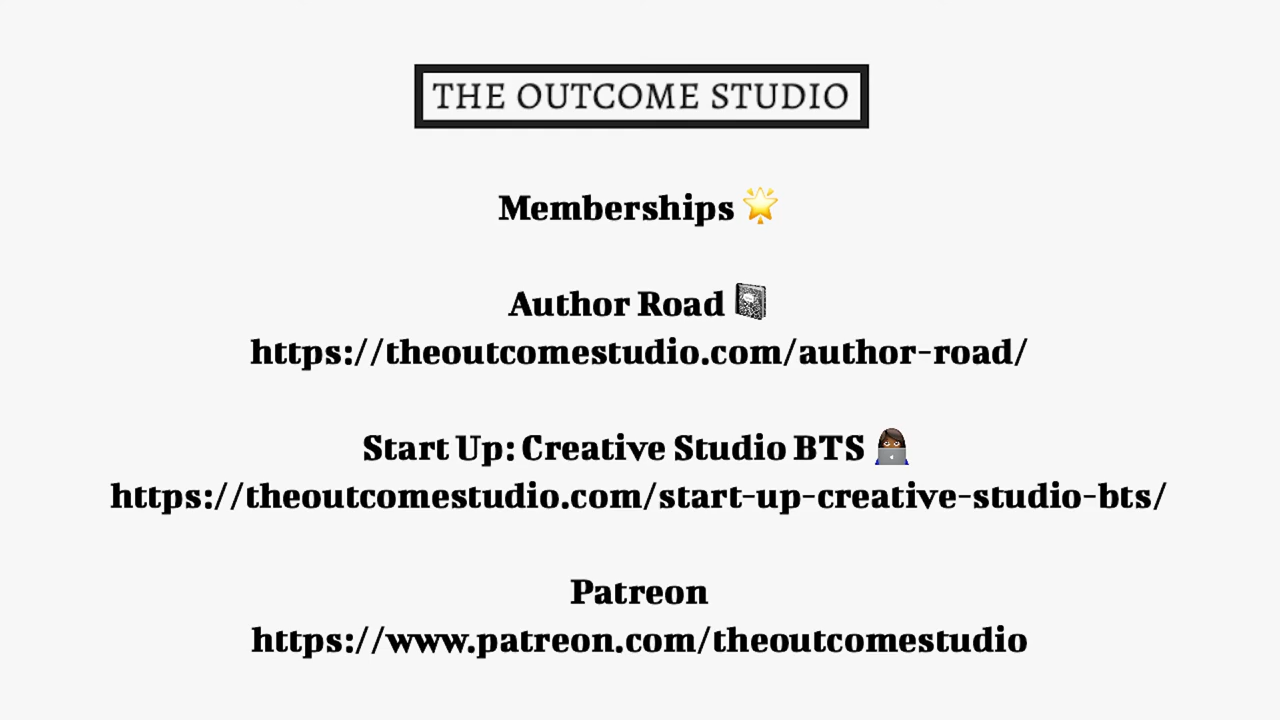 THE OUTCOME STUDIO
Memberships 🌟
Author Road 📓
https://theoutcomestudio.com/author-road/
Start Up: Creative Studio BTS 👩🏾‍💻
https://theoutcomestudio.com/start-up-creative-studio-bts/
Patreon
https://www.patreon.com/theoutcomestudio